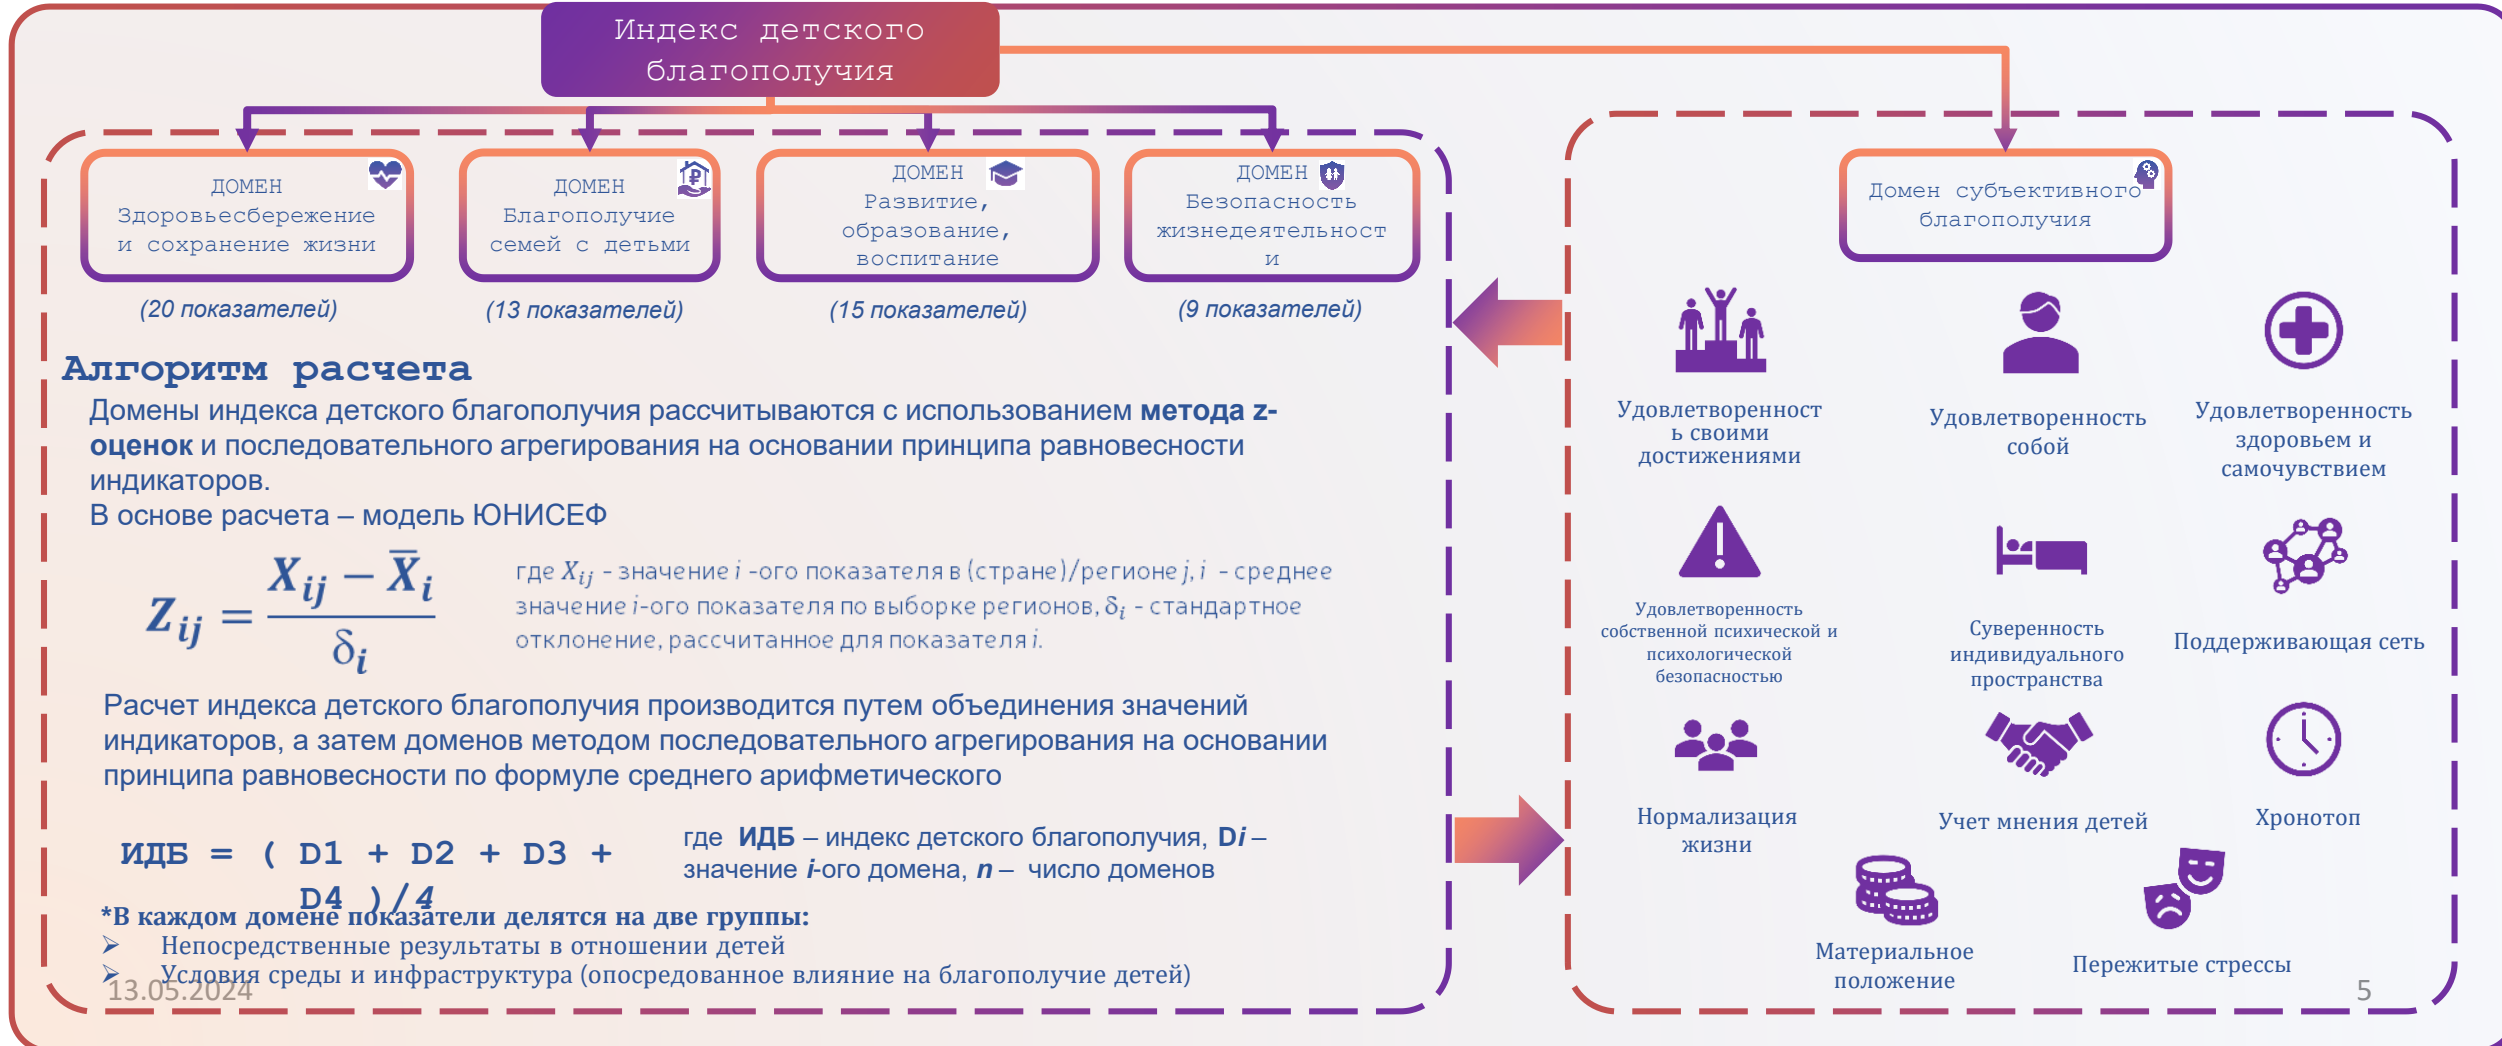 Индекс детского
благополучия
ДОМЕН
Здоровьесбережение
и сохранение жизни
(20 показателей)
ДОМЕН
Благополучие
семей с детьми
(13 показателей)
ДОМЕН
Развитие,
образование,
воспитание
(15 показателей)
ДОМЕН
Безопасность
жизнедеятельност
и
(9 показателей)
Алгоритм расчета
Домены индекса детского благополучия рассчитываются с использованием метода z-
оценок и последовательного агрегирования на основании принципа равновесности
индикаторов.
В основе расчета – модель ЮНИСЕФ
Z_ij = (X_ij − X̅_i) / δ_i
где X_ij - значение i -ого показателя в (стране)/регионе j, i - среднее
значение i-ого показателя по выборке регионов, δ_i - стандартное
отклонение, рассчитанное для показателя i.
Расчет индекса детского благополучия производится путем объединения значений
индикаторов, а затем доменов методом последовательного агрегирования на основании
принципа равновесности по формуле среднего арифметического
ИДБ = ( D1 + D2 + D3 +
D4 )/4
где ИДБ – индекс детского благополучия, Di –
значение i-ого домена, n – число доменов
*В каждом домене показатели делятся на две группы:
➢ Непосредственные результаты в отношении детей
➢ Условия среды и инфраструктура (опосредованное влияние на благополучие детей)
13.05.2024
Домен субъективного
благополучия
Удовлетворенност
ь своими
достижениями
Удовлетворенность
собой
Удовлетворенность
здоровьем и
самочувствием
Удовлетворенность
собственной психической и
психологической
безопасностью
Суверенность
индивидуального
пространства
Поддерживающая сеть
Нормализация
жизни
Учет мнения детей
Хронотоп
Материальное
положение
Пережитые стрессы
5